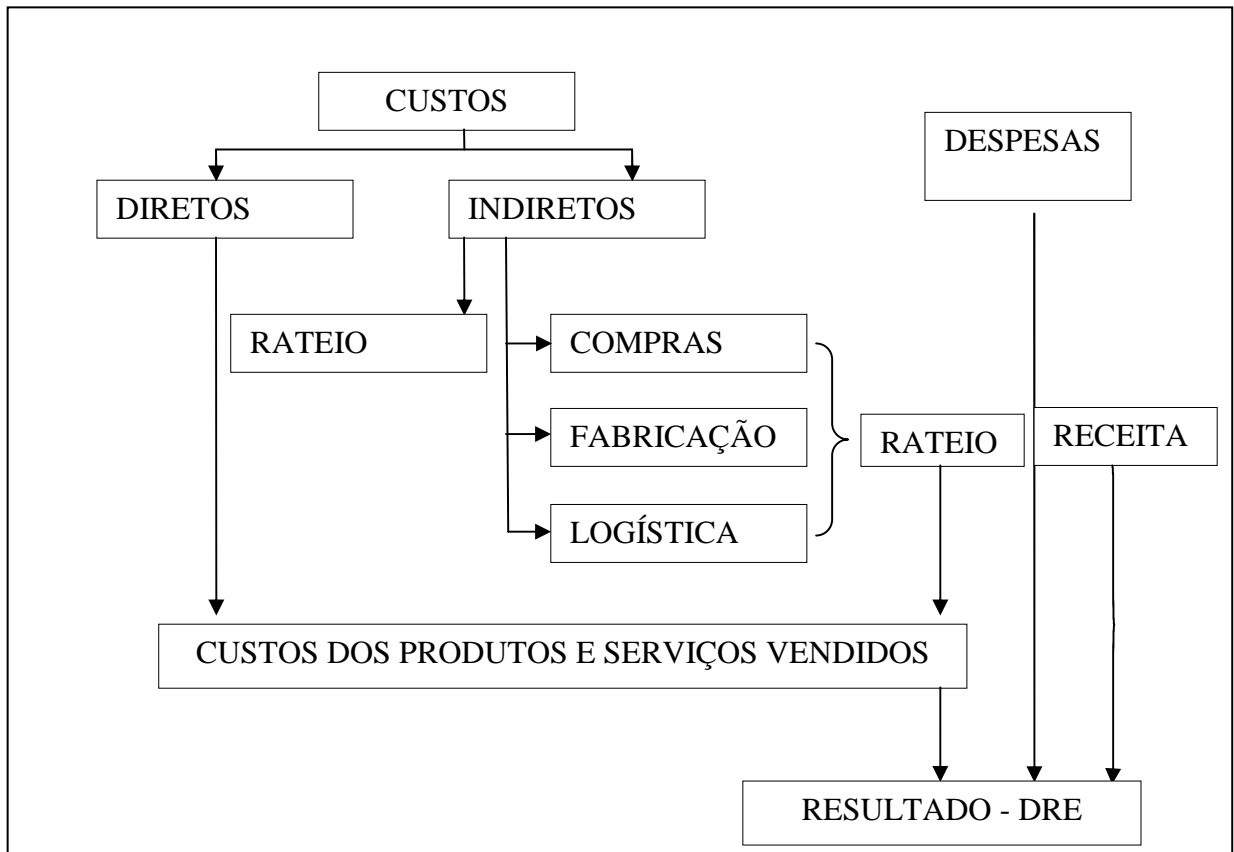 CUSTOS
DESPESAS
DIRETOS
INDIRETOS
RATEIO
COMPRAS
FABRICAÇÃO
RATEIO
RECEITA
LOGÍSTICA
CUSTOS DOS PRODUTOS E SERVIÇOS VENDIDOS
RESULTADO - DRE